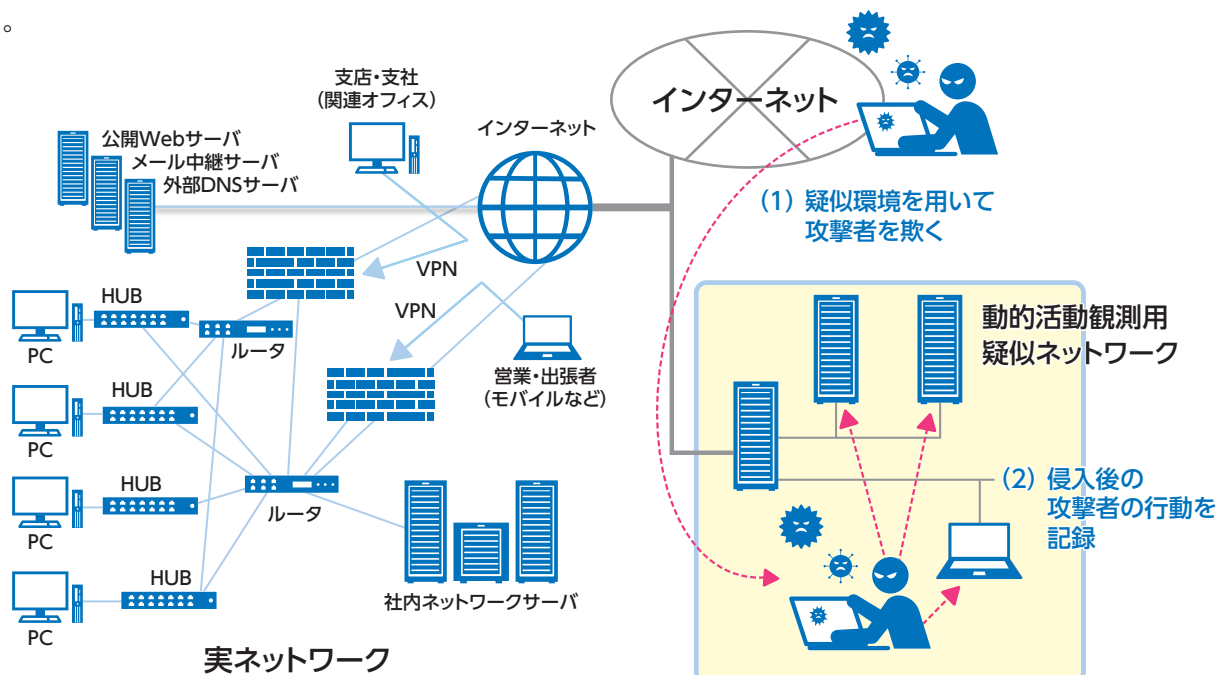 。
支店・支社
（関連オフィス）
インターネット
公開Webサーバ
メール中継サーバ
外部DNSサーバ
インターネット
(1) 疑似環境を用いて
攻撃者を欺く
VPN
VPN
HUB
PC
ルータ
営業・出張者
（モバイルなど）
HUB
PC
HUB
PC
ルータ
HUB
PC
社内ネットワークサーバ
実ネットワーク
動的活動観測用
疑似ネットワーク
(2) 侵入後の
攻撃者の行動を
記録